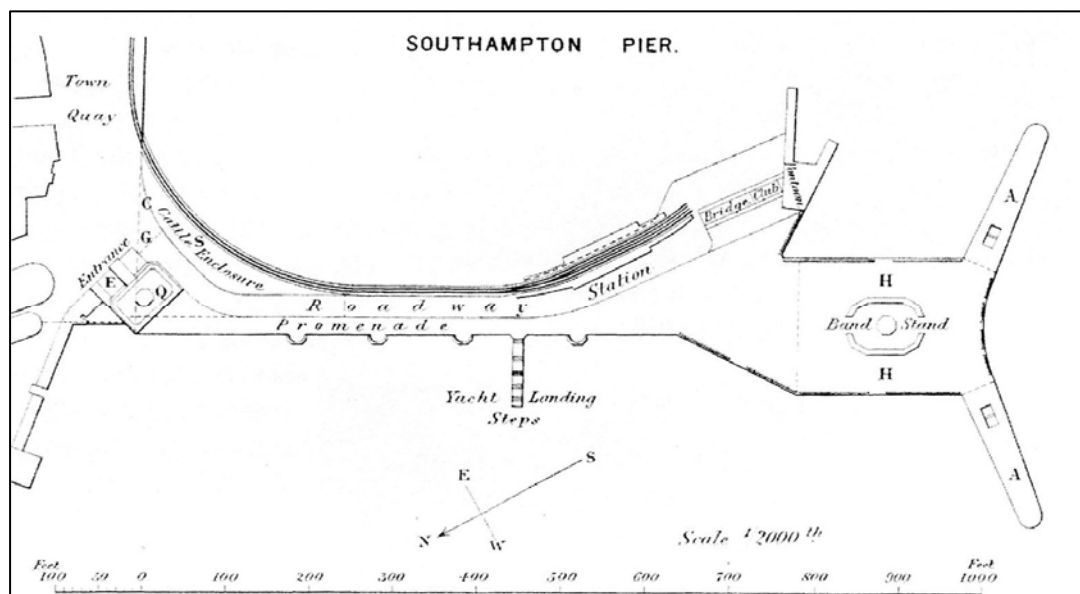 SOUTHAMPTON PIER.
Town
Quay
C
G
S
Cattle Enclosure
Entrance
E
Q
Roadway
Promenade
Station
Bridge Club
Pontoon
A
H
Band Stand
H
A
Yacht Landing
Steps
E
S
N
W
Scale 1/2000th
Feet
Feet
100 50 0 100 200 300 400 500 600 700 800 900 1000